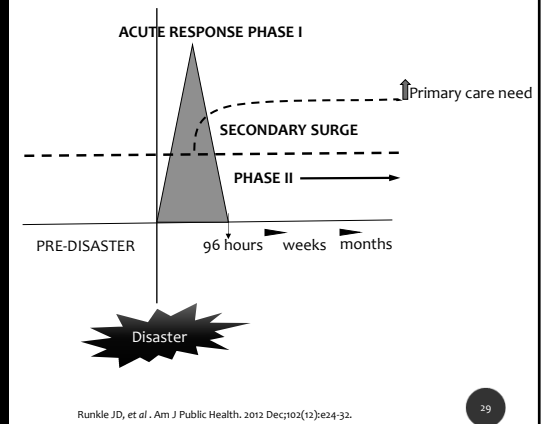 ACUTE RESPONSE PHASE I
Primary care need
SECONDARY SURGE
PHASE II
PRE-DISASTER
96 hours
weeks
months
Disaster
Runkle JD, et al . Am J Public Health. 2012 Dec;102(12):e24-32.
29